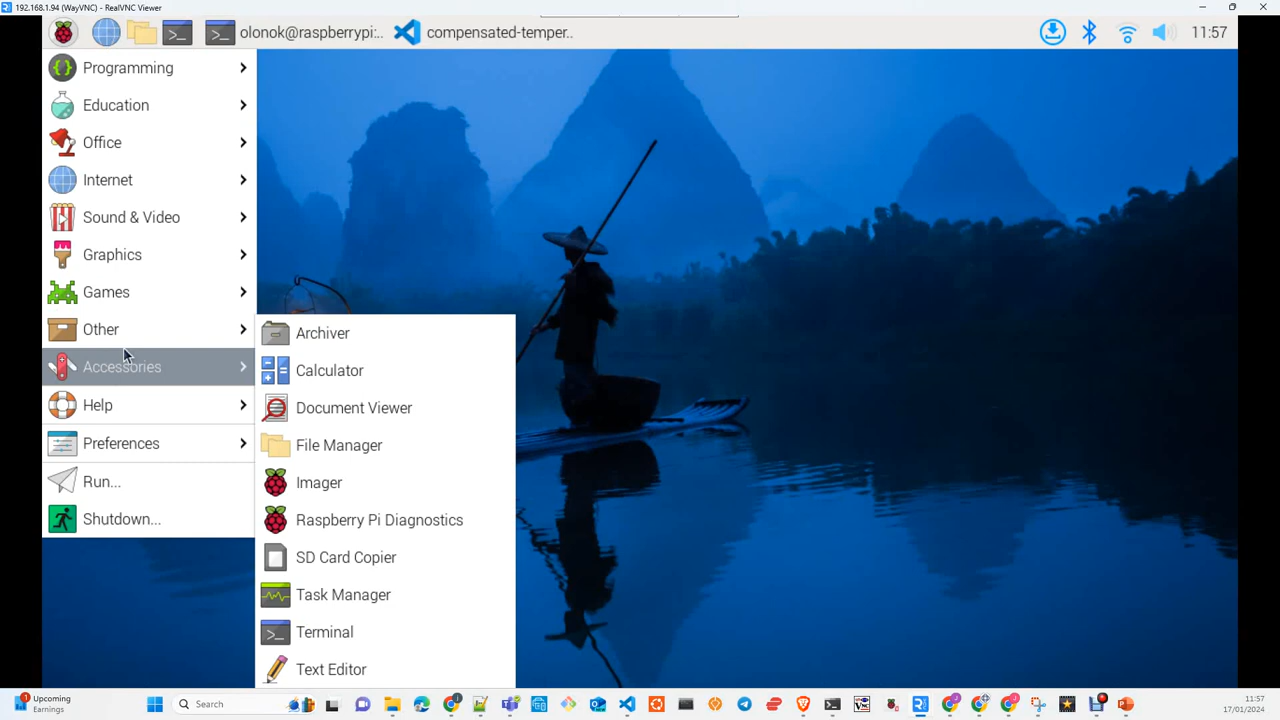 192.168.1.94 (WayVNC) - RealVNC Viewer
olonok@raspberrypi:..
compensated-temper..
11:57
Programming
Education
Office
Internet
Sound & Video
Graphics
Games
Other
Accessories
Help
Preferences
Run...
Shutdown...
Archiver
Calculator
Document Viewer
File Manager
Imager
Raspberry Pi Diagnostics
SD Card Copier
Task Manager
Terminal
Text Editor
Upcoming
Earnings
Search
11:57
17/01/2024